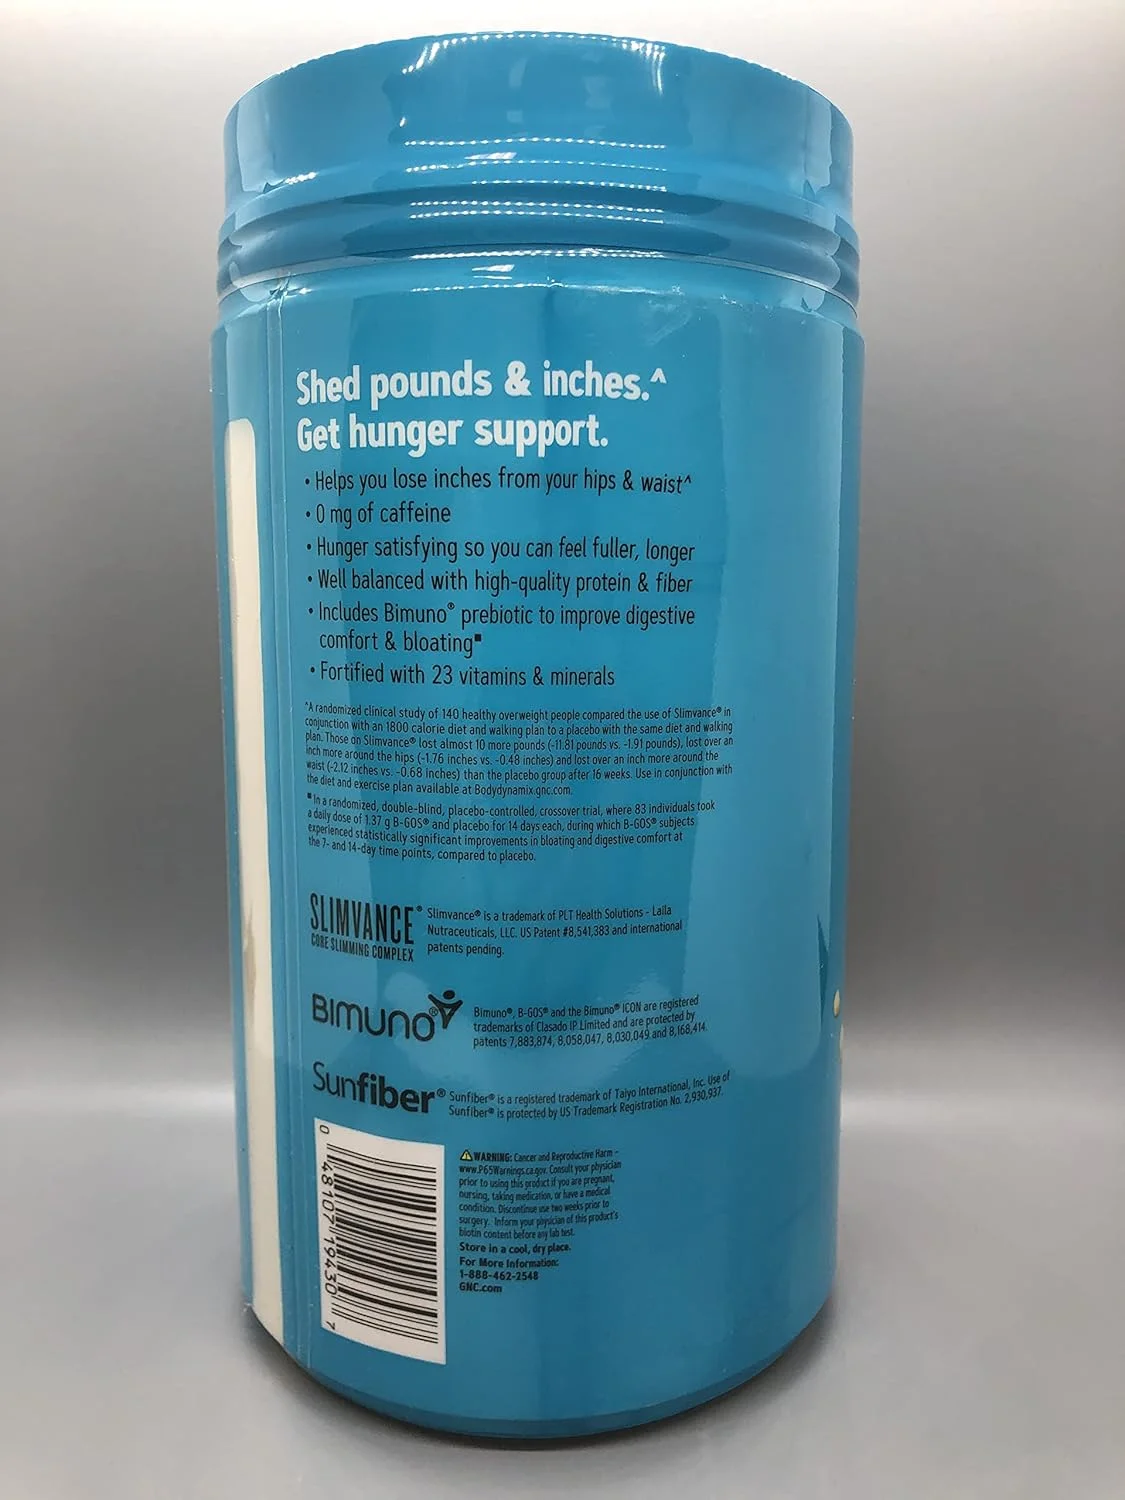 Shed pounds & inches.^
Get hunger support.
• Helps you lose inches from your hips & waist^
• 0 mg of caffeine
• Hunger satisfying so you can feel fuller, longer
• Well balanced with high-quality protein & fiber
• Includes Bimuno® prebiotic to improve digestive
comfort & bloating■
• Fortified with 23 vitamins & minerals
^A randomized clinical study of 140 healthy overweight people compared the use of Slimvance® in
conjunction with an 1800 calorie diet and walking plan to a placebo with the same diet and walking
plan. Those on Slimvance® lost almost 10 more pounds (-11.81 pounds vs. -1.91 pounds), lost over an
inch more around the hips (-1.76 inches vs. -0.48 inches) and lost over an inch more around the
waist (-2.12 inches vs. -0.68 inches) than the placebo group after 16 weeks. Use in conjunction with
the diet and exercise plan available at Bodydynamix.gnc.com.
■In a randomized, double-blind, placebo-controlled, crossover trial, where 83 individuals took
a daily dose of 1.37 g B-GOS® and placebo for 14 days each, during which B-GOS® subjects
experienced statistically significant improvements in bloating and digestive comfort at
the 7- and 14-day time points, compared to placebo.
SLIMVANCE®
CORE SLIMMING COMPLEX
Slimvance® is a trademark of PLT Health Solutions - Laila
Nutraceuticals, LLC. US Patent #8,541,383 and international
patents pending.
BIMUNO®
Bimuno®, B-GOS® and the Bimuno® ICON are registered
trademarks of Clasado IP Limited and are protected by
patents 7,883,874, 8,058,047, 8,030,049 and 8,168,414.
Sunfiber®
Sunfiber® is a registered trademark of Taiyo International, Inc. Use of
Sunfiber® is protected by US Trademark Registration No. 2,930,937.
0 48107 19430 7
⚠WARNING: Cancer and Reproductive Harm -
www.P65Warnings.ca.gov. Consult your physician
prior to using this product if you are pregnant,
nursing, taking medication, or have a medical
condition. Discontinue use two weeks prior to
surgery. Inform your physician of this product's
biotin content before any lab test.
Store in a cool, dry place.
For More Information:
1-888-462-2548
GNC.com